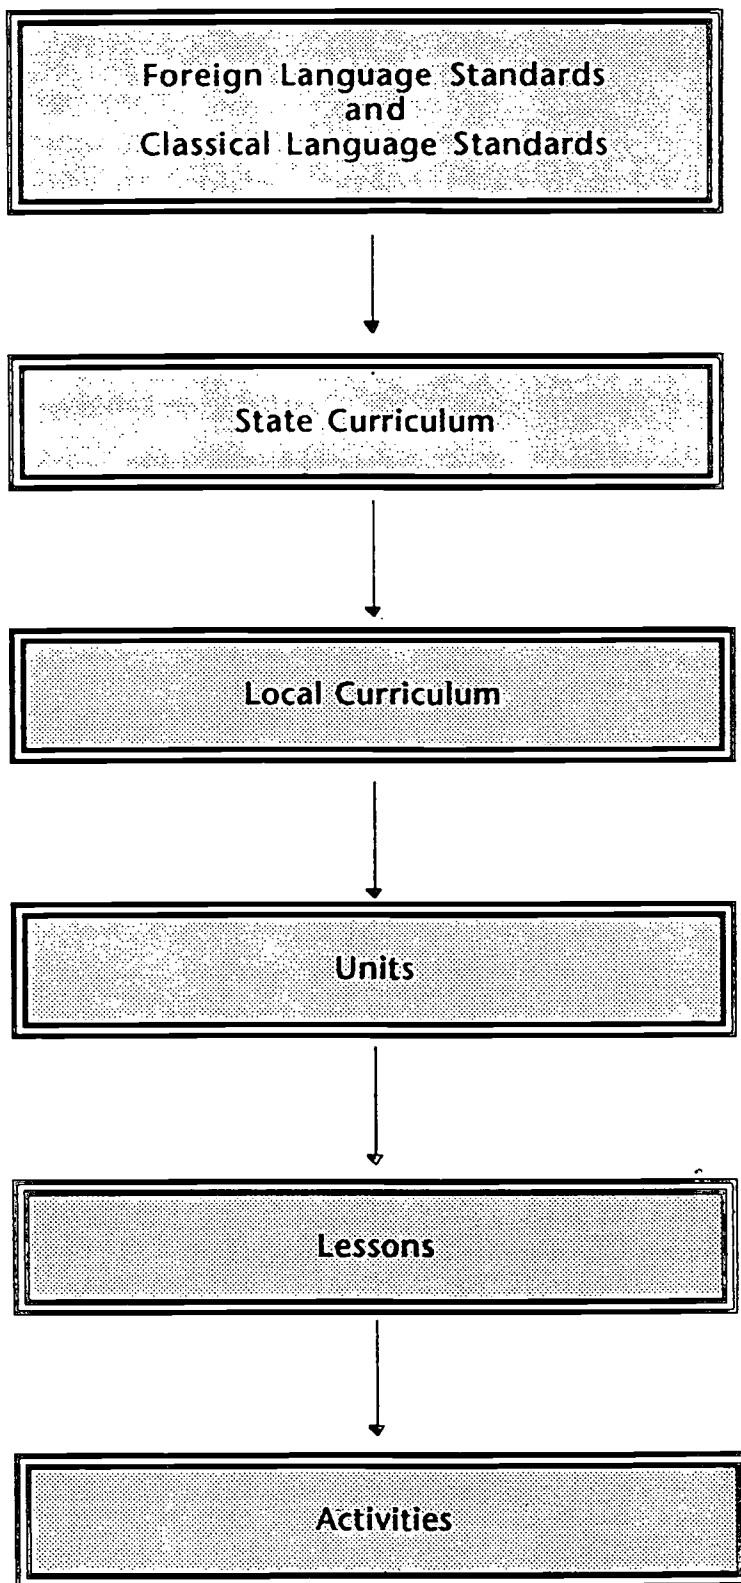 Foreign Language Standards
and
Classical Language Standards
State Curriculum
Local Curriculum
Units
Lessons
Activities